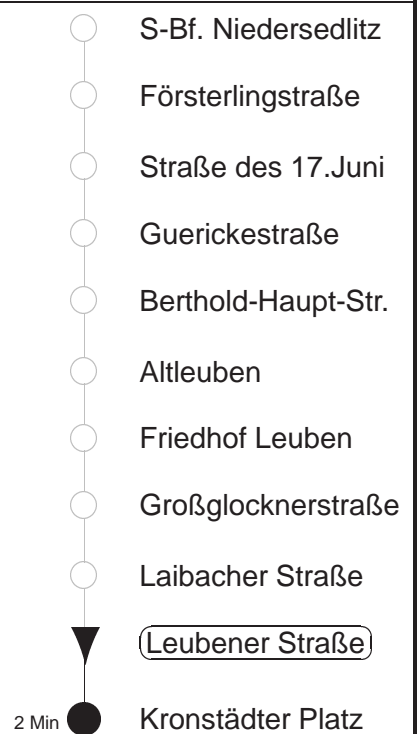 S-Bf. Niedersedlitz
Försterlingstraße
Straße des 17.Juni
Guerickestraße
Berthold-Haupt-Str.
Altleuben
Friedhof Leuben
Großglocknerstraße
Laibacher Straße
Leubener Straße
2 Min Kronstädter Platz